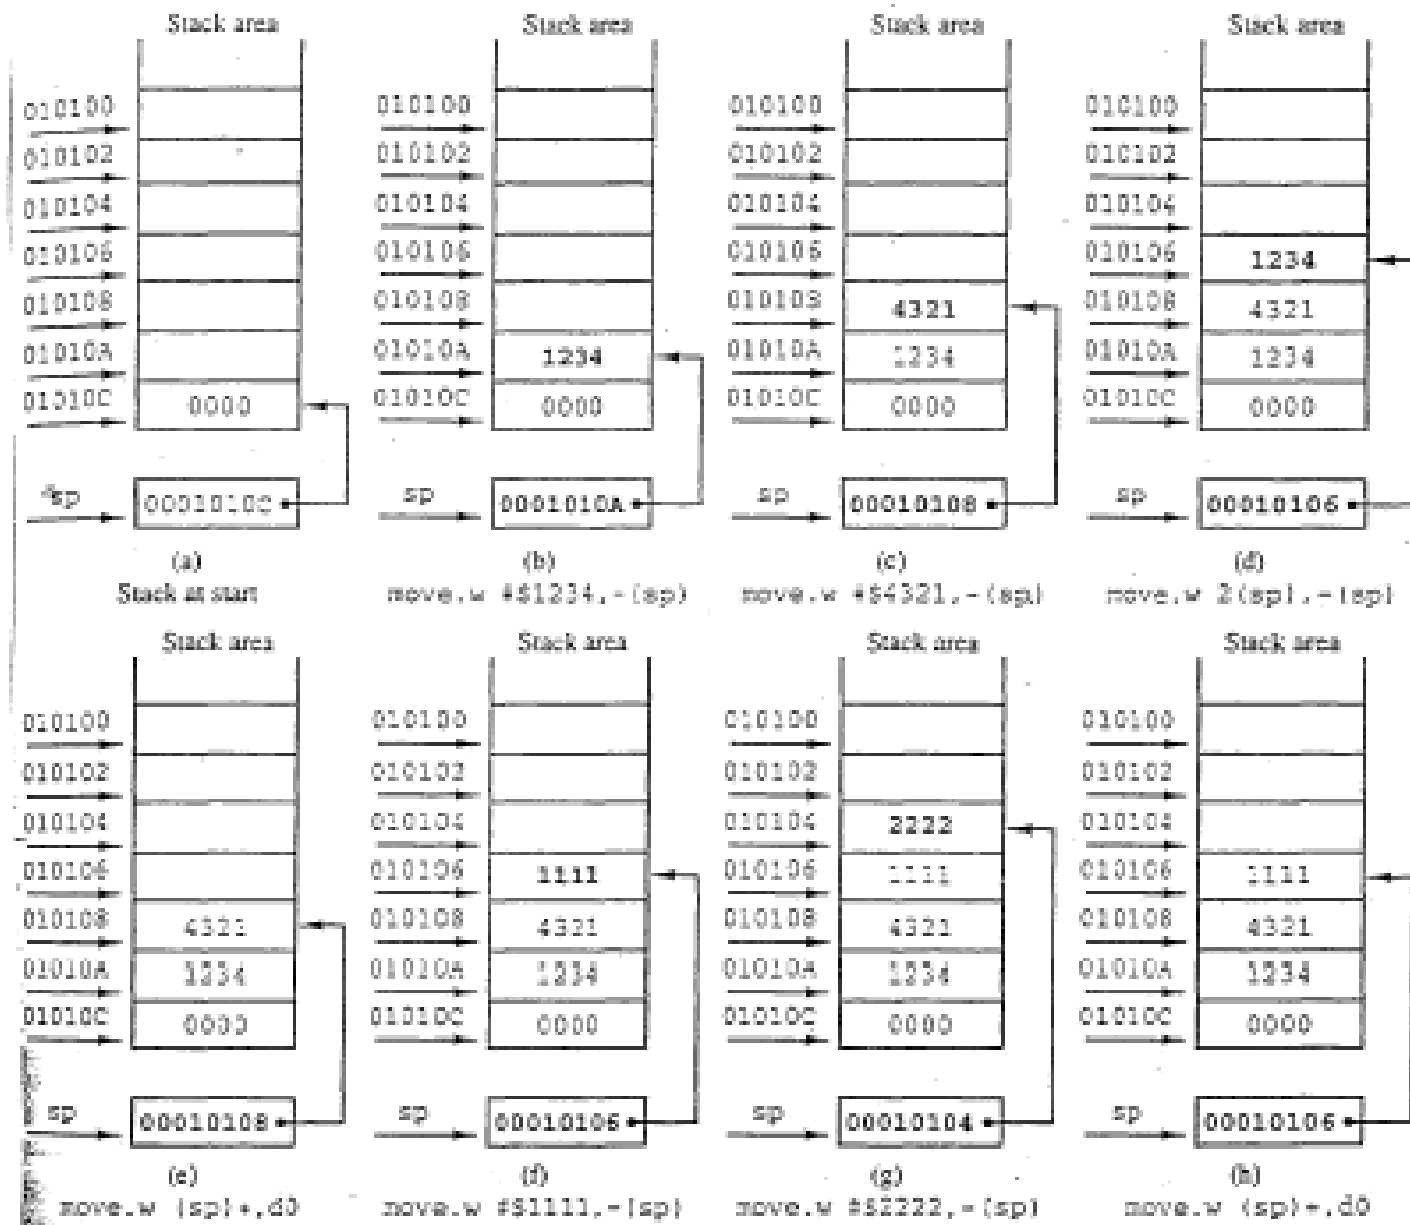 Stack area Stack area Stack area Stack area
010100 010100 010100 010100
010102 010102 010102 010102
010104 010104 010104 010104
010106 010106 010106 010106 1234
010108 010108 010108 4321 010108 4321
01010A 01010A 1234 01010A 1234 01010A 1234
01010C 0000 01010C 0000 01010C 0000 01010C 0000
sp 0001010C sp 0001010A sp 00010108 sp 00010106
(a) (b) (c) (d)
Stack at start move.w #$1234,-(sp) move.w #$4321,-(sp) move.w 2(sp),-(sp)
Stack area Stack area Stack area Stack area
010100 010100 010100 010100
010102 010102 010102 010102
010104 010104 010104 2222 010104
010106 010106 1111 010106 1111 010106 1111
010108 4321 010108 4321 010108 4321 010108 4321
01010A 1234 01010A 1234 01010A 1234 01010A 1234
01010C 0000 01010C 0000 01010C 0000 01010C 0000
sp 00010108 sp 00010106 sp 00010104 sp 00010106
(e) (f) (g) (h)
move.w (sp)+,d0 move.w #$1111,-(sp) move.w #$2222,-(sp) move.w (sp)+,d0